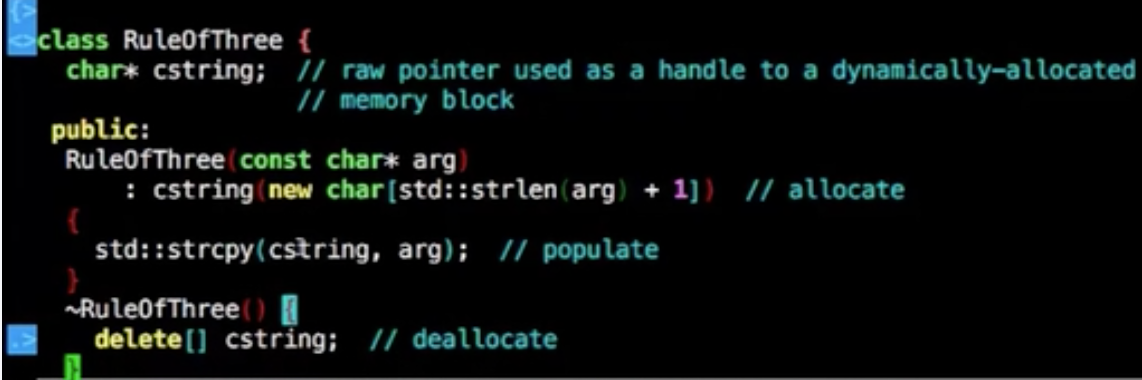 {>
<>class RuleOfThree {
char* cstring;  // raw pointer used as a handle to a dynamically-allocated
// memory block
public:
RuleOfThree(const char* arg)
: cstring(new char[std::strlen(arg) + 1])  // allocate
{
std::strcpy(cstring, arg);  // populate
}
~RuleOfThree() {
.>    delete[] cstring;  // deallocate
}